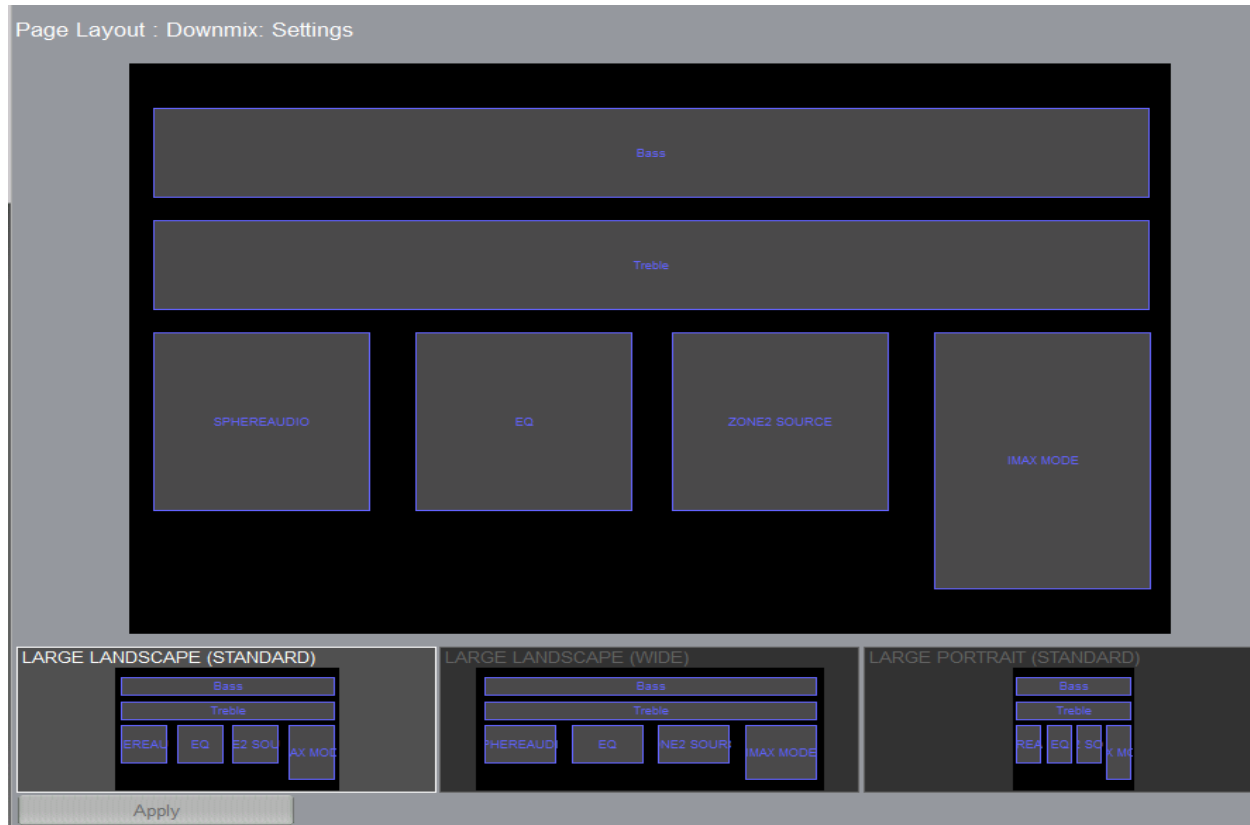 Page Layout : Downmix: Settings
Bass
Treble
SPHEREAUDIO
EQ
ZONE2 SOURCE
IMAX MODE
LARGE LANDSCAPE (STANDARD)
Bass
Treble
EREAU
EQ
E2 SOU
AX MOD
LARGE LANDSCAPE (WIDE)
Bass
Treble
PHEREAUDI
EQ
NE2 SOUR
IMAX MODE
LARGE PORTRAIT (STANDARD)
Bass
Treble
REA
EQ
2 SO
X MO
Apply